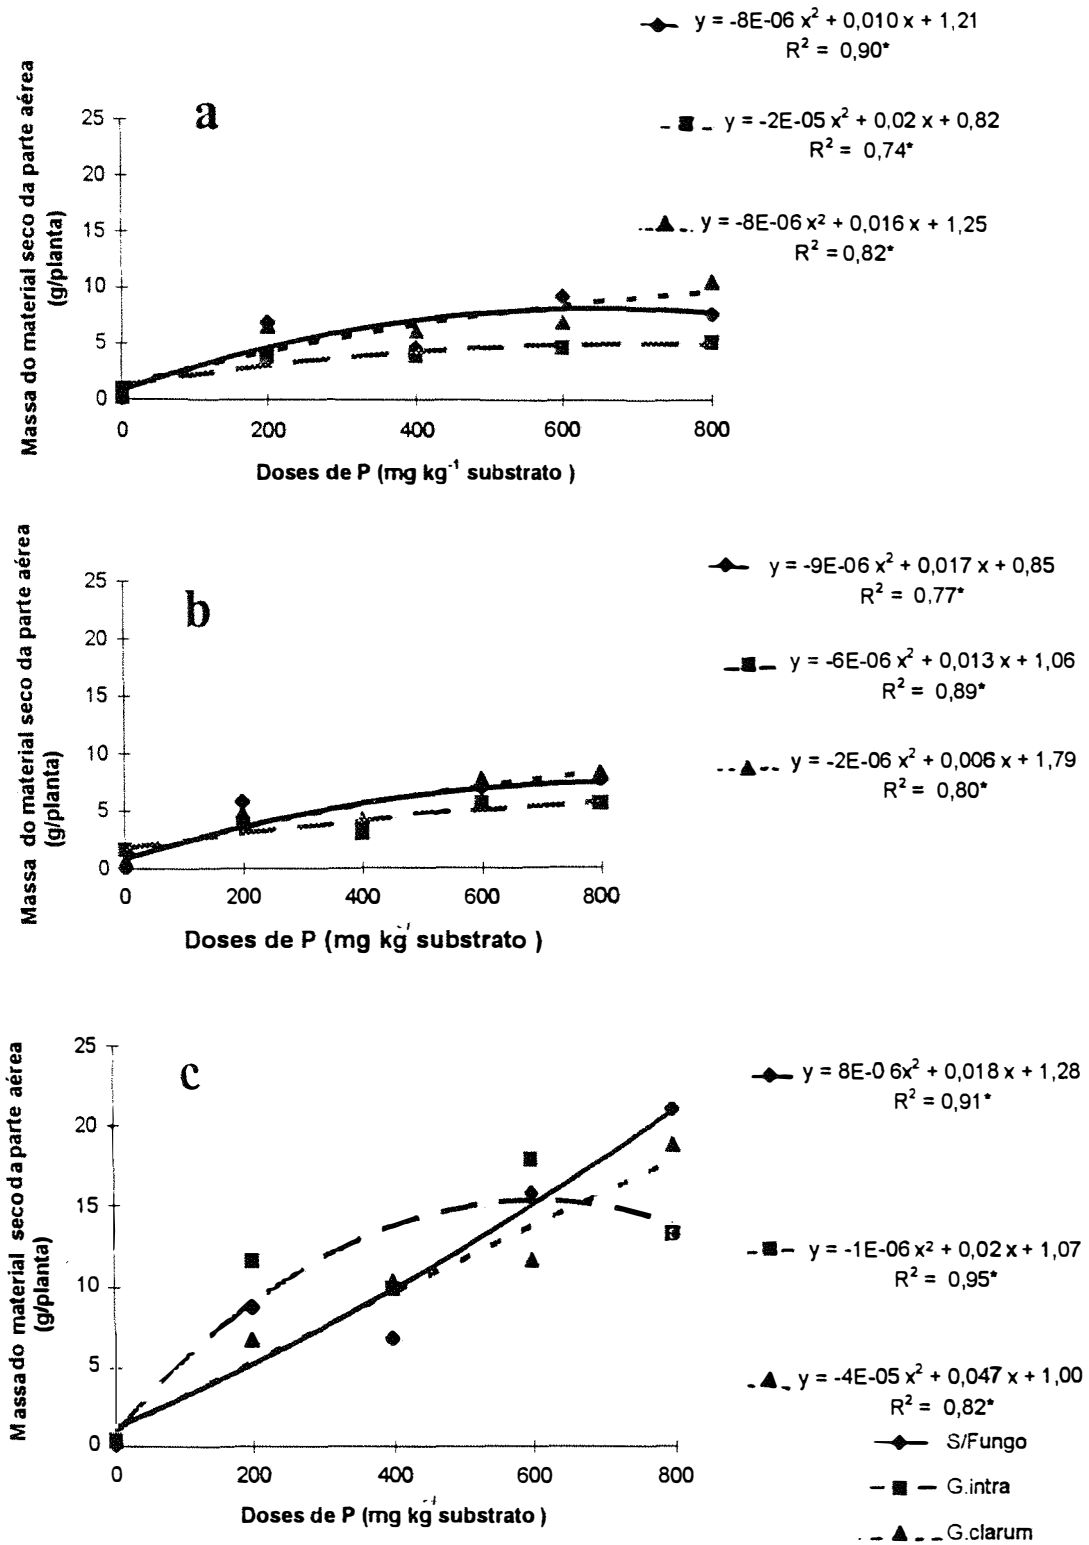 y = -8E-06 x² + 0,010 x + 1,21
R² = 0,90*
a
y = -2E-05 x² + 0,02 x + 0,82
R² = 0,74*
y = -8E-06 x² + 0,016 x + 1,25
R² = 0,82*
Massa do material seco da parte aérea
(g/planta)
25
20
15
10
5
0
0 200 400 600 800
Doses de P (mg kg⁻¹ substrato )
b
y = -9E-06 x² + 0,017 x + 0,85
R² = 0,77*
y = -6E-06 x² + 0,013 x + 1,06
R² = 0,89*
y = -2E-06 x² + 0,006 x + 1,79
R² = 0,80*
Massa do material seco da parte aérea
(g/planta)
25
20
15
10
5
0
0 200 400 600 800
Doses de P (mg kg⁻¹ substrato )
c
y = 8E-0 6x² + 0,018 x + 1,28
R² = 0,91*
y = -1E-06 x² + 0,02 x + 1,07
R² = 0,95*
y = -4E-05 x² + 0,047 x + 1,00
R² = 0,82*
Massa do material seco da parte aérea
(g/planta)
25
20
15
10
5
0
0 200 400 600 800
Doses de P (mg kg⁻¹ substrato )
S/Fungo
G.intra
G.clarum